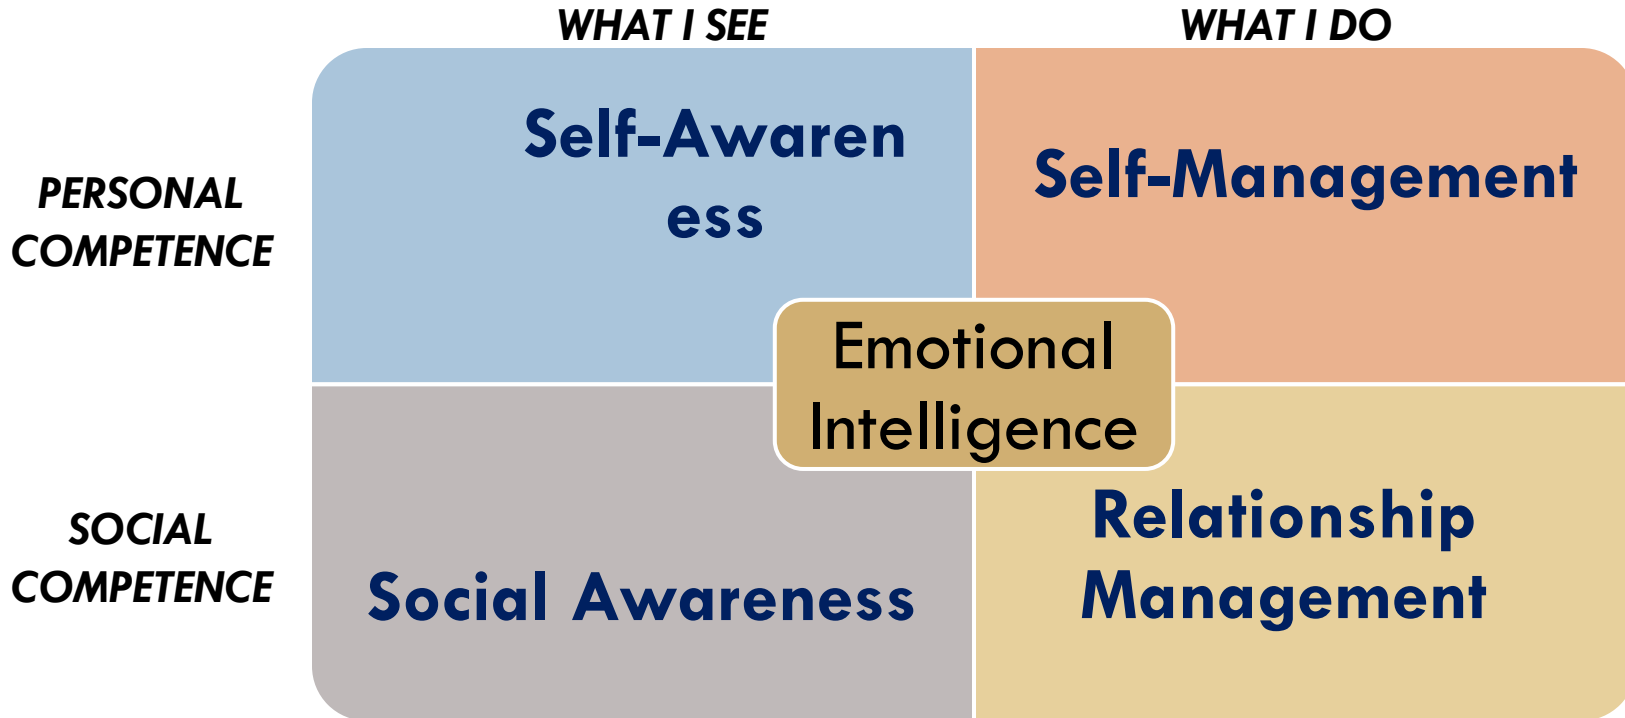 WHAT I SEE
WHAT I DO
PERSONAL
COMPETENCE
Self-Awaren
ess
Self-Management
Emotional
Intelligence
SOCIAL
COMPETENCE
Social Awareness
Relationship
Management